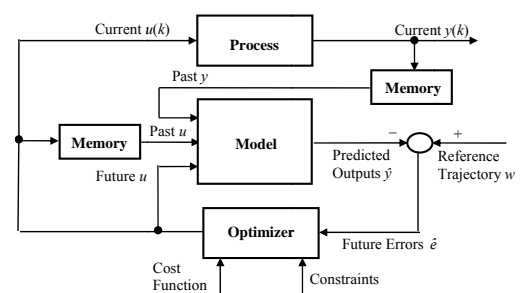 Current u(k)
Current y(k)
Process
Past y
Memory
Memory
Past u
Model
Future u
−
+
Predicted
Outputs ŷ
Reference
Trajectory w
Optimizer
Future Errors ê
Cost
Function
Constraints